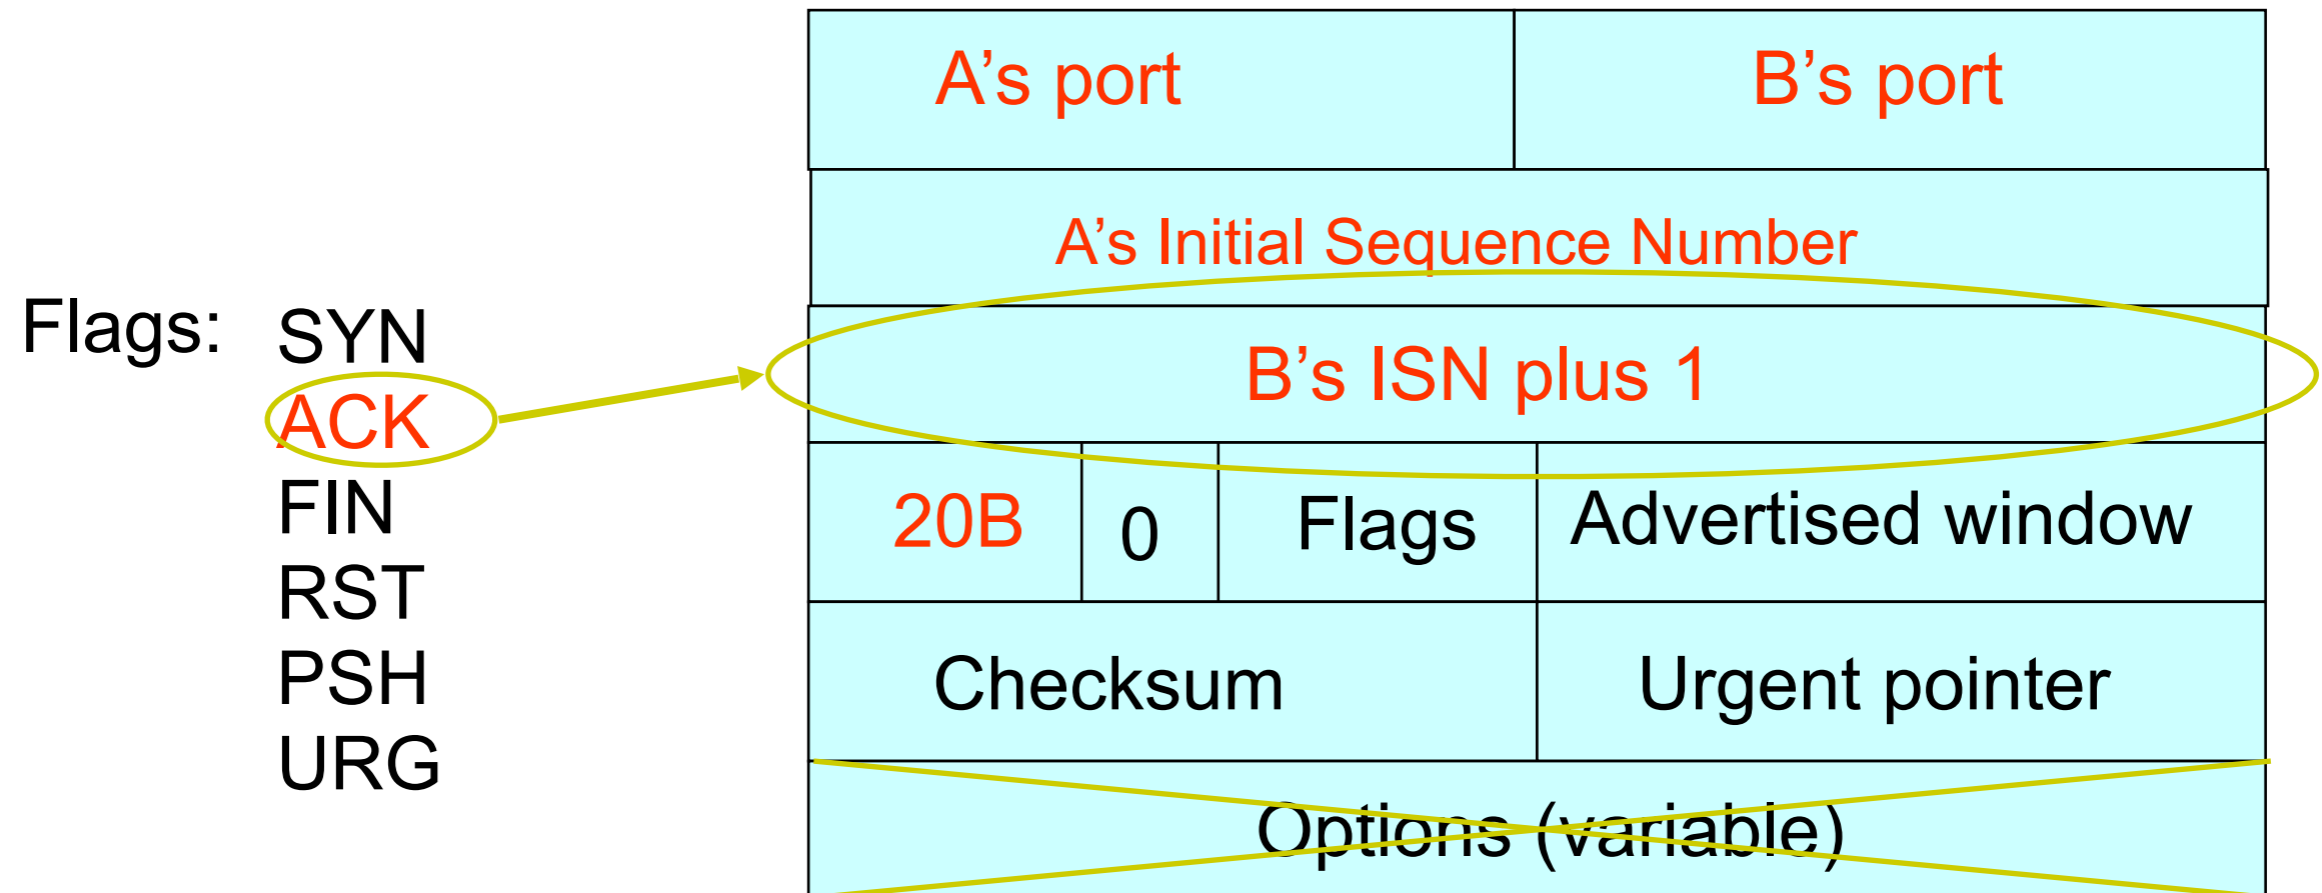 Flags:
SYN
ACK
FIN
RST
PSH
URG
A’s port
B’s port
A’s Initial Sequence Number
B’s ISN plus 1
20B
0
Flags
Advertised window
Checksum
Urgent pointer
Options (variable)